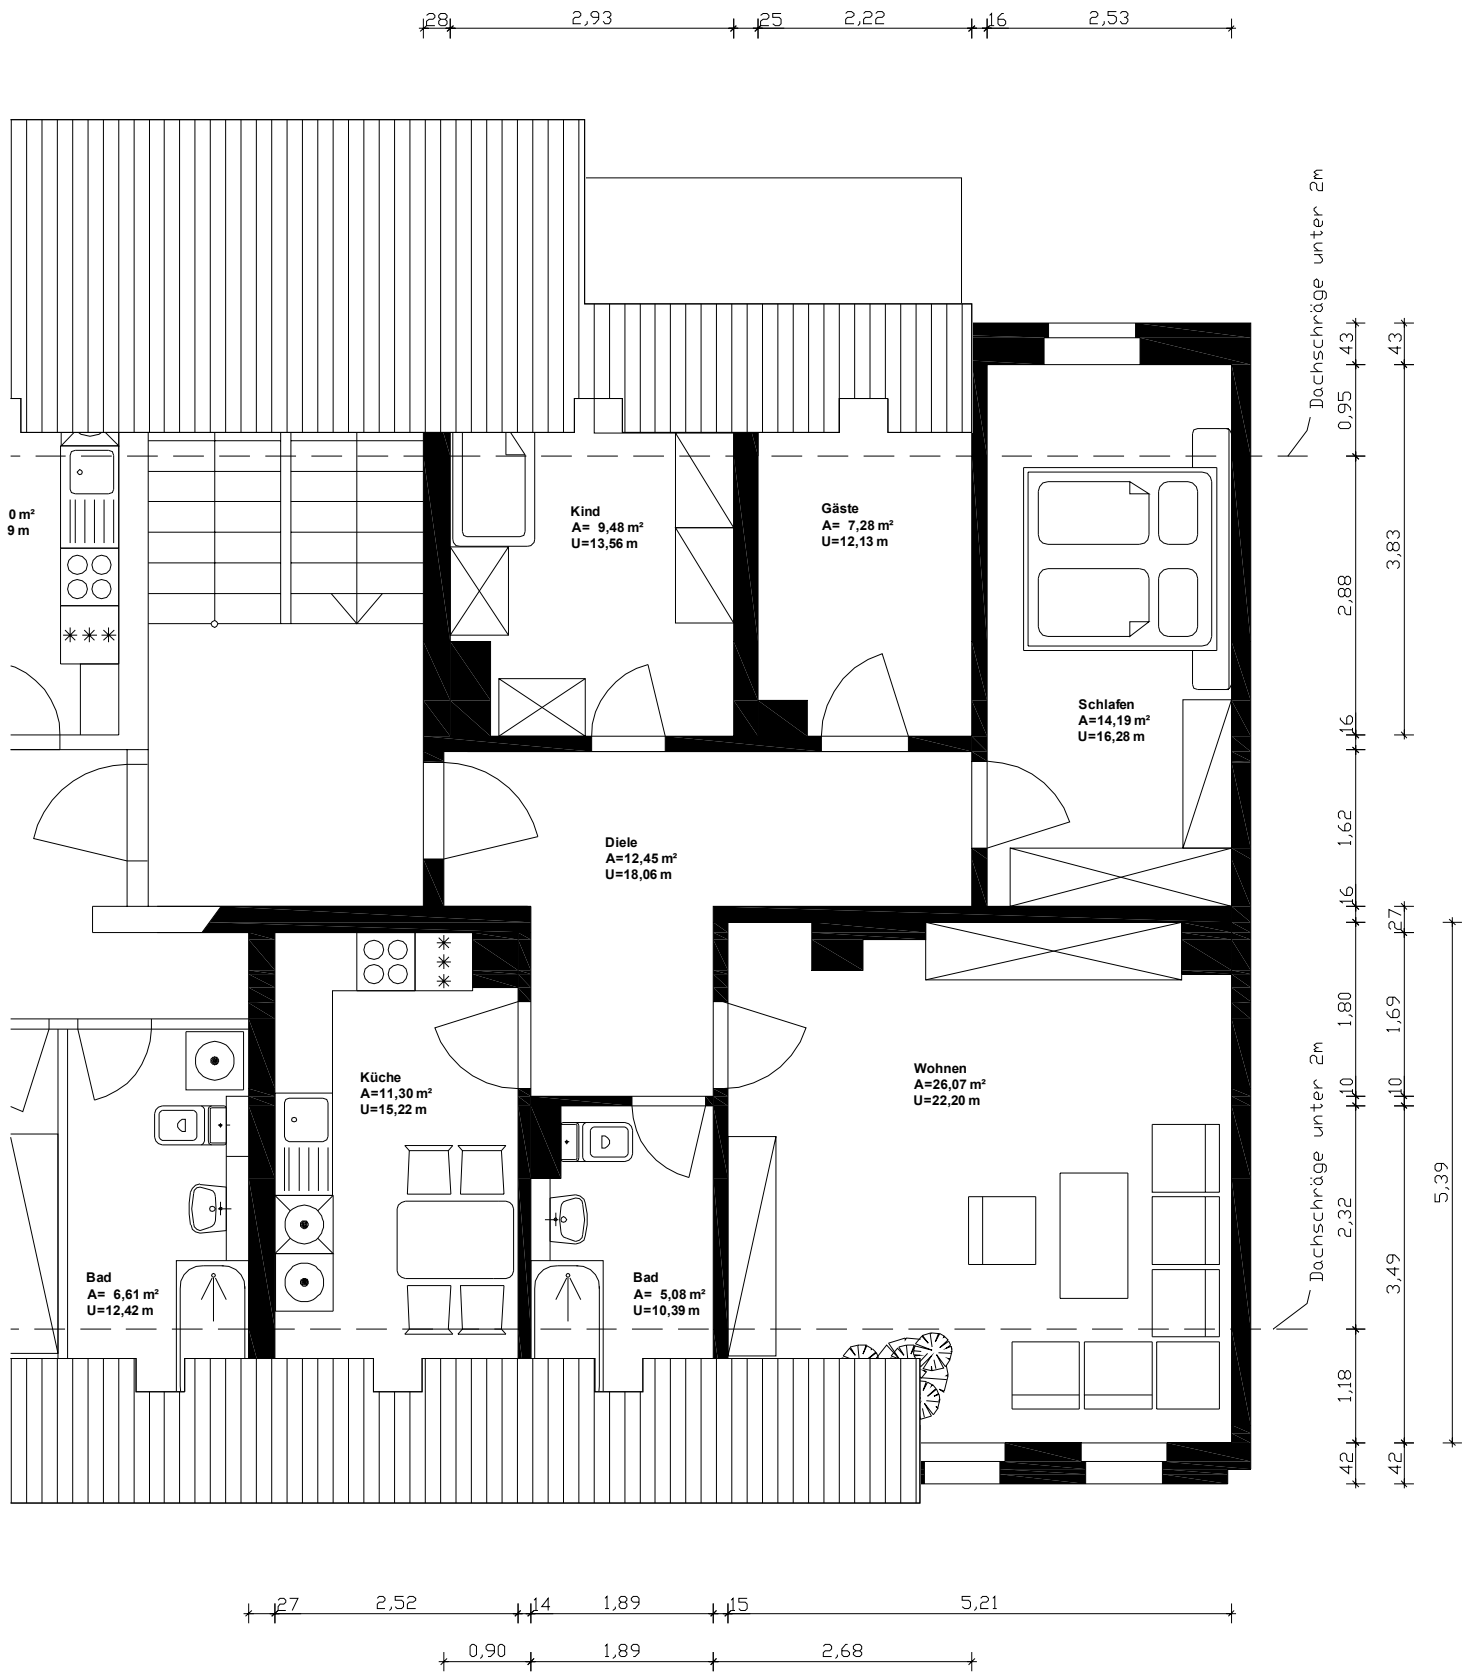 28
2,93
25
2,22
16
2,53
Dachschräge unter 2m
43
43
0,95
0 m²
9 m
Kind
A= 9,48 m²
U=13,56 m
Gäste
A= 7,28 m²
U=12,13 m
2,88
3,83
Schlafen
A=14,19 m²
U=16,28 m
16
Diele
A=12,45 m²
U=18,06 m
1,62
16
27
1,80
1,69
Küche
A=11,30 m²
U=15,22 m
Wohnen
A=26,07 m²
U=22,20 m
10
10
Dachschräge unter 2m
5,39
2,32
3,49
Bad
A= 6,61 m²
U=12,42 m
Bad
A= 5,08 m²
U=10,39 m
1,18
42
42
27
2,52
14
1,89
15
5,21
0,90
1,89
2,68